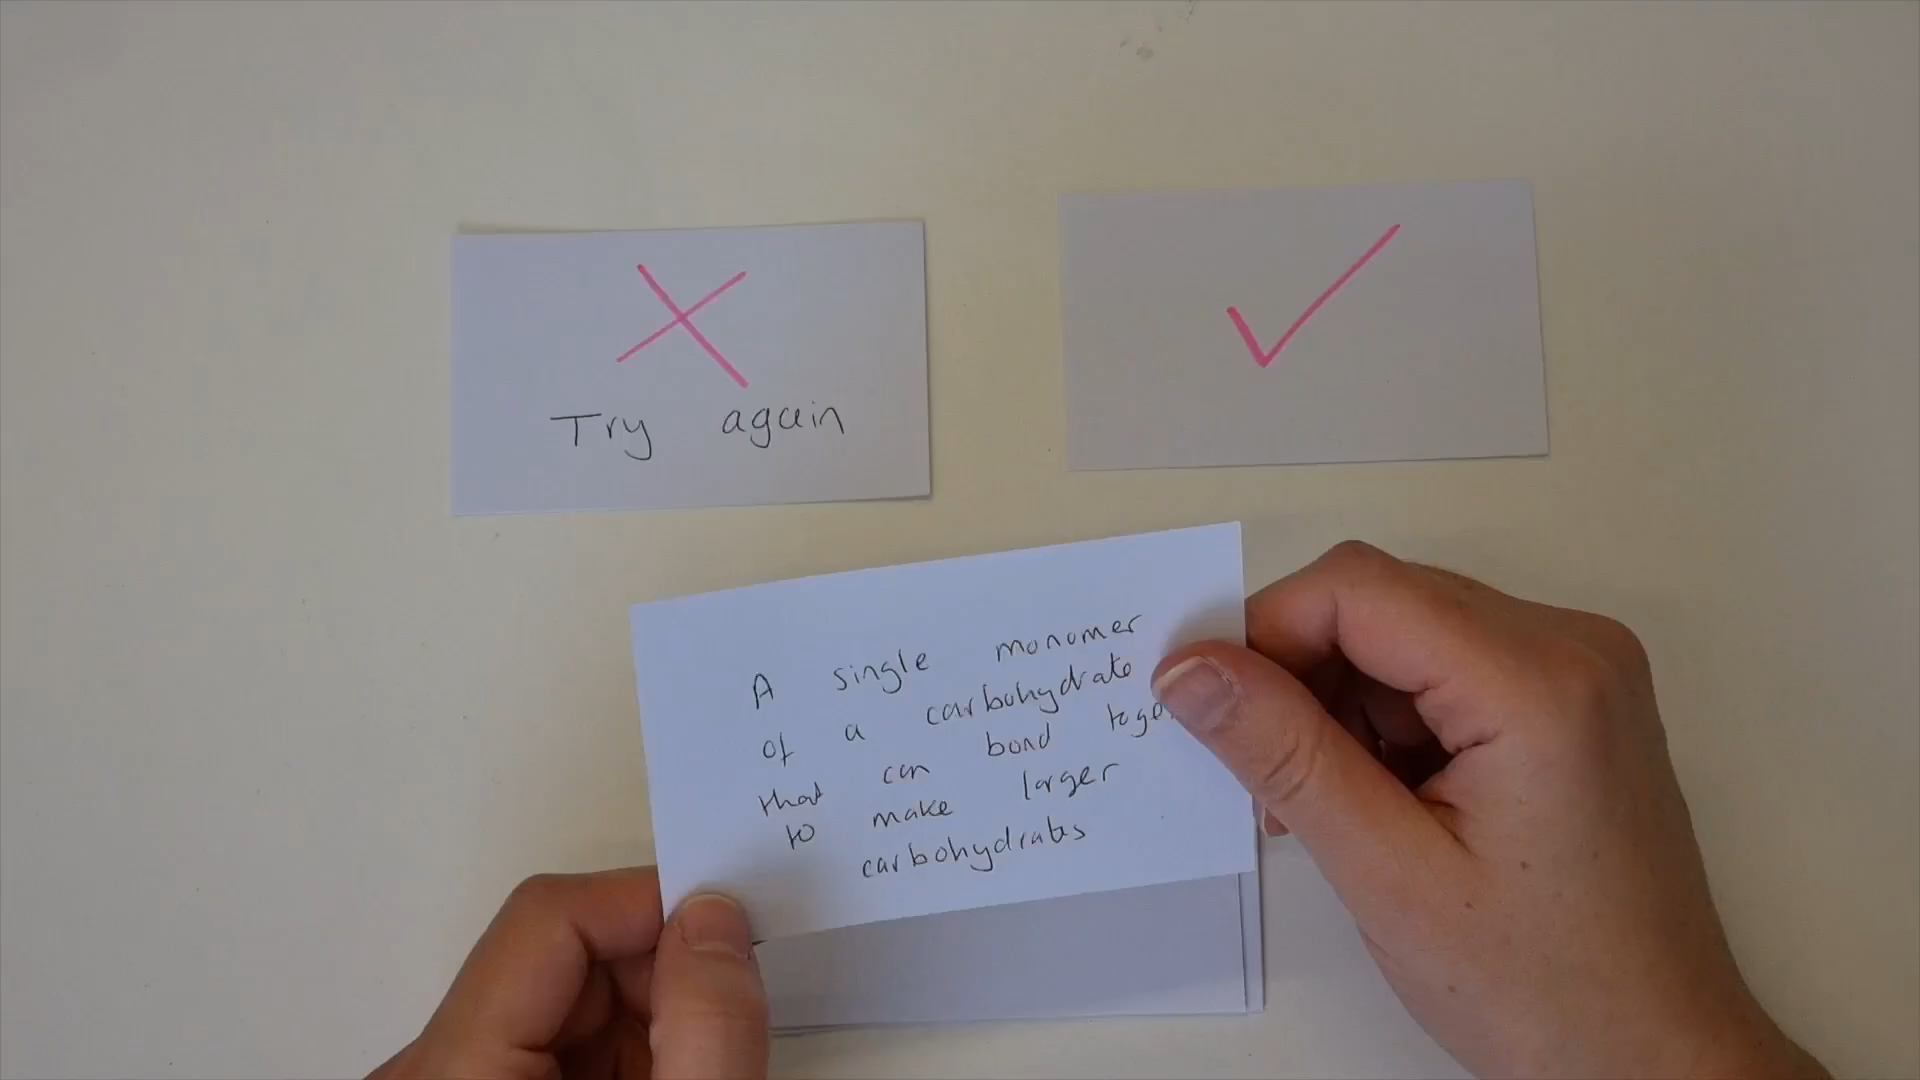 Try again
A single monomer
of a carbohydrate
that can bond
to make larger
carbohydrates